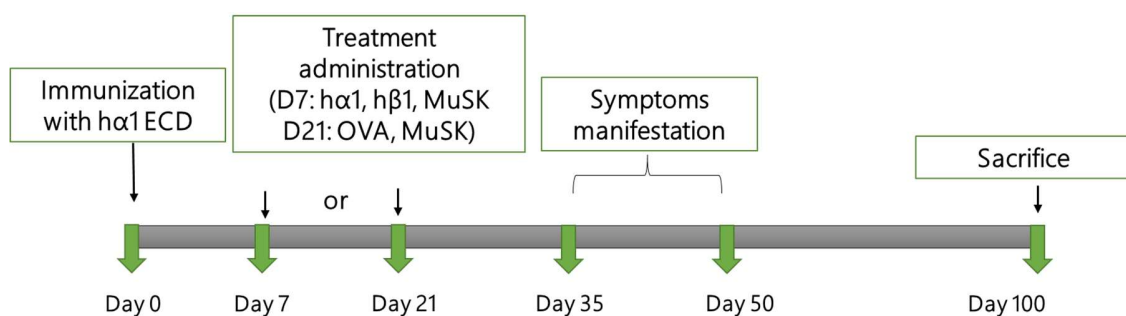 Immunization
with hα1 ECD
Treatment
administration
(D7: hα1, hβ1, MuSK
D21: OVA, MuSK)
Symptoms
manifestation
Sacrifice
or
Day 0
Day 7
Day 21
Day 35
Day 50
Day 100